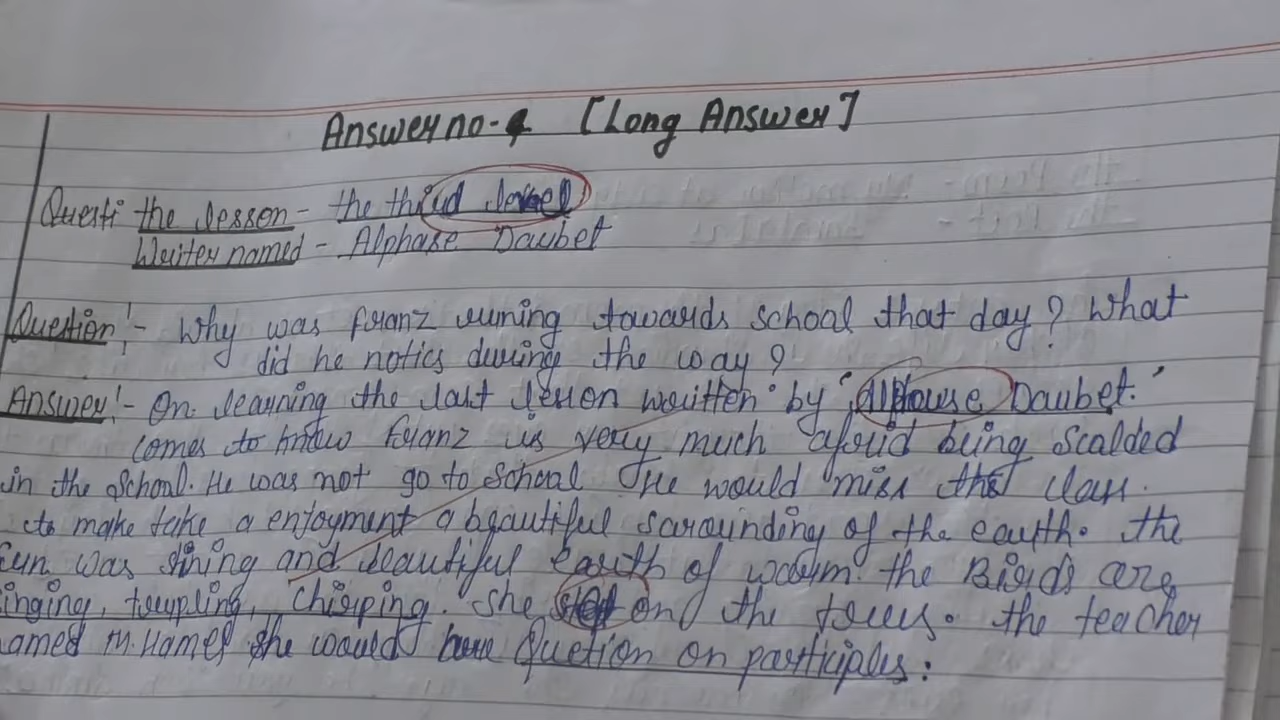 Answer no- 4 [Long Answer]
Questi the lesson - the third level
Writer named - Alphase Daubet
Question:- Why was franz runing towards school that day? What
did he notics during the way?
Answer:- On learning the last lesson written by 'Alphouse Daubet.'
comes to know franz is very much afrid being Scalded
in the School. He was not go to School He would miss the class.
to make take a enjoyment a beautiful sarounding of the earth. the
sun was shining and beautiful Earth of warm. the Birds are
inging, trurpling, chirping. She on the trees. the teacher
named M. Hamel she would have Quetion on participles.